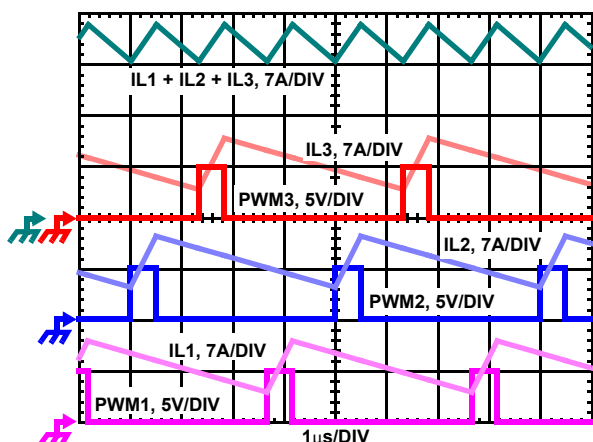 IL1 + IL2 + IL3, 7A/DIV
IL3, 7A/DIV
PWM3, 5V/DIV
IL2, 7A/DIV
PWM2, 5V/DIV
IL1, 7A/DIV
PWM1, 5V/DIV
1µs/DIV